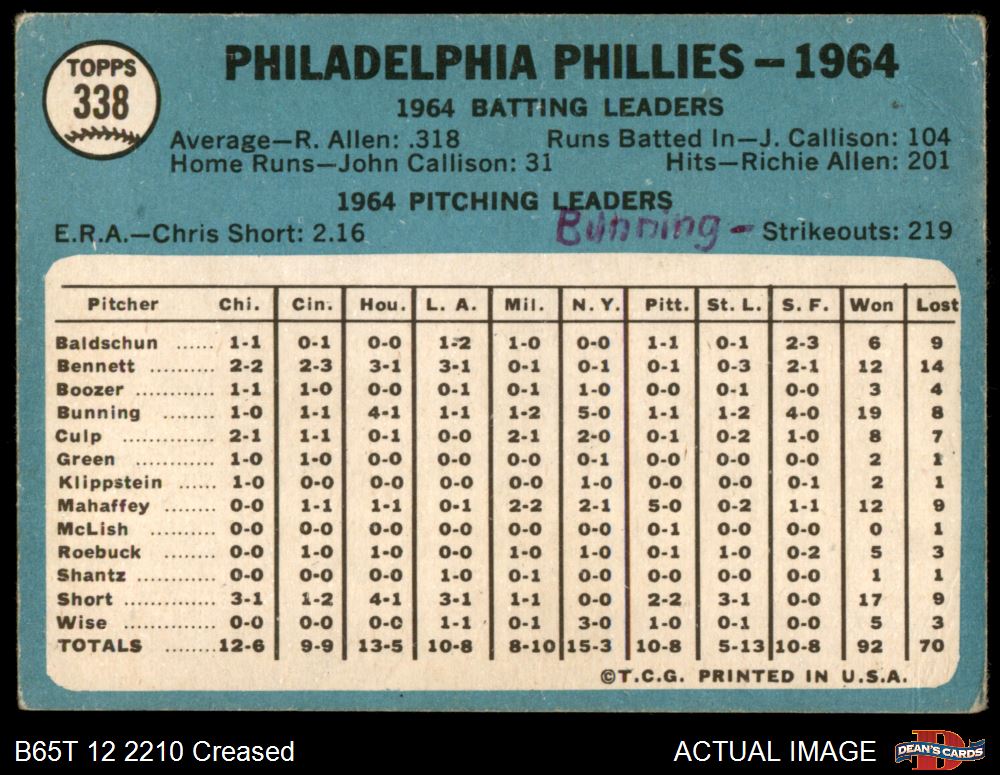 TOPPS
338
PHILADELPHIA PHILLIES—1964
1964 BATTING LEADERS
Average—R. Allen: .318 Runs Batted In—J. Callison: 104
Home Runs—John Callison: 31 Hits—Richie Allen: 201
1964 PITCHING LEADERS
E.R.A.—Chris Short: 2.16 Bunning - Strikeouts: 219
Pitcher Chi. Cin. Hou. L. A. Mil. N. Y. Pitt. St. L. S. F. Won Lost
Baldschun ...... 1-1 0-1 0-0 1-2 1-0 0-0 1-1 0-1 2-3 6 9
Bennett .......... 2-2 2-3 3-1 3-1 0-1 0-1 0-1 0-3 2-1 12 14
Boozer ............ 1-1 1-0 0-0 0-1 0-1 1-0 0-0 0-1 0-0 3 4
Bunning .......... 1-0 1-1 4-1 1-1 1-2 5-0 1-1 1-2 4-0 19 8
Culp .............. 2-1 1-1 0-1 0-0 2-1 2-0 0-1 0-2 1-0 8 7
Green ............ 1-0 1-0 0-0 0-0 0-0 0-1 0-0 0-0 0-0 2 1
Klippstein ...... 1-0 0-0 0-0 0-0 0-0 1-0 0-0 0-0 0-1 2 1
Mahaffey ........ 0-0 1-1 1-1 0-1 2-2 2-1 5-0 0-2 1-1 12 9
McLish .......... 0-0 0-0 0-0 0-0 0-0 0-0 0-1 0-0 0-0 0 1
Roebuck ........ 0-0 1-0 1-0 0-0 1-0 1-0 0-1 1-0 0-2 5 3
Shantz ............ 0-0 0-0 0-0 1-0 0-1 0-0 0-0 0-0 0-0 1 1
Short .............. 3-1 1-2 4-1 3-1 1-1 0-0 2-2 3-1 0-0 17 9
Wise .............. 0-0 0-0 0-0 1-1 0-1 3-0 1-0 0-1 0-0 5 3
TOTALS ........ 12-6 9-9 13-5 10-8 8-10 15-3 10-8 5-13 10-8 92 70
©T.C.G. PRINTED IN U.S.A.
B65T 12 2210 Creased ACTUAL IMAGE
D
DEAN'S CARDS